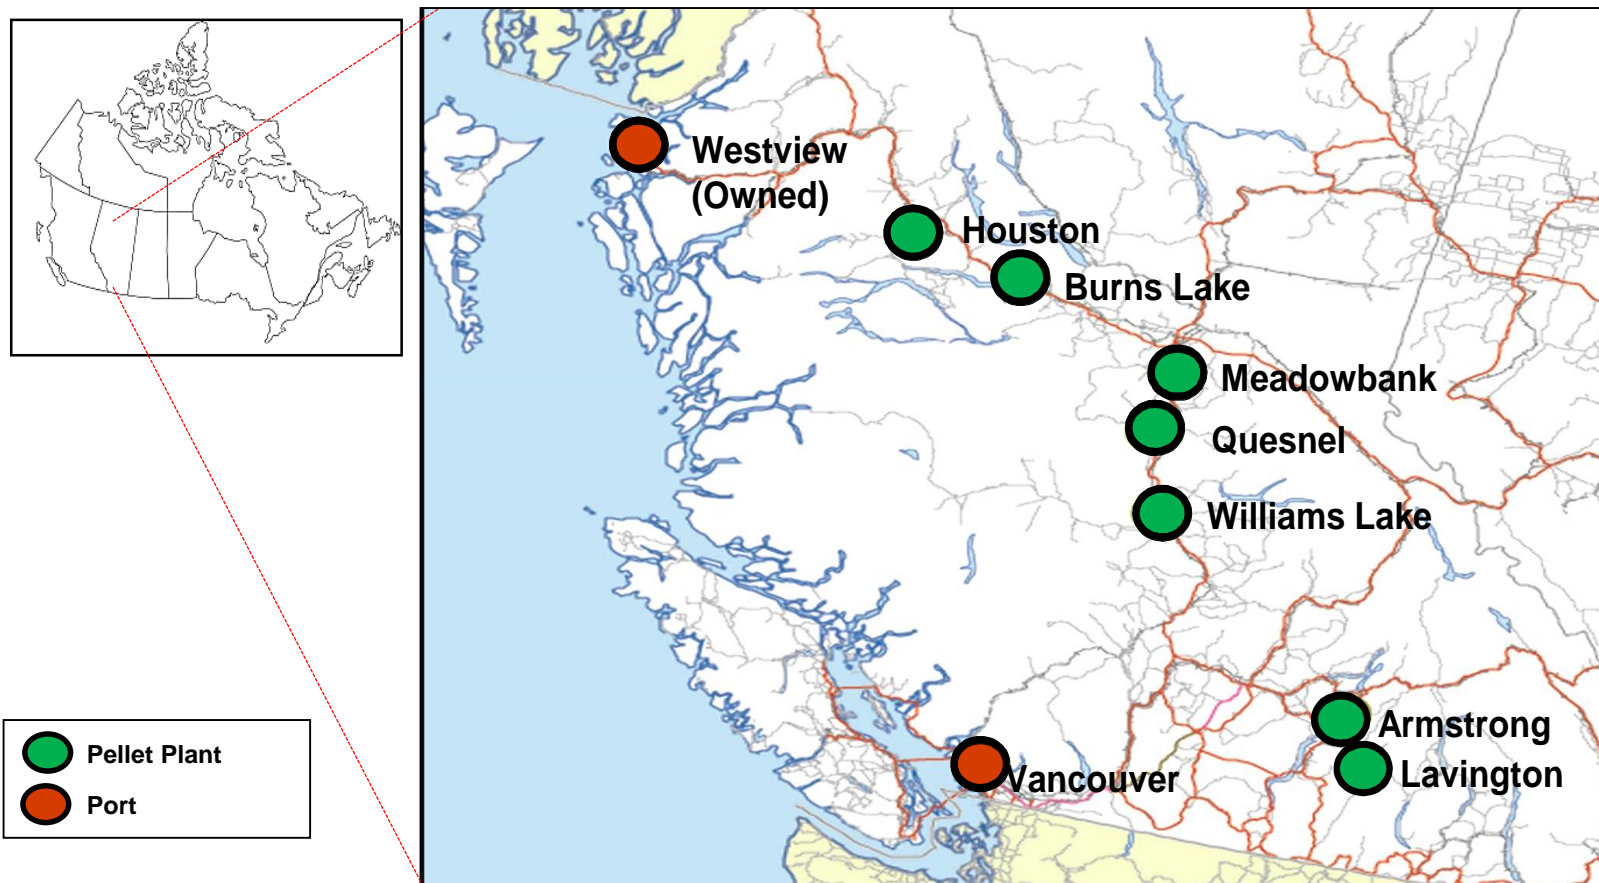 Westview
(Owned)
Houston
Burns Lake
Meadowbank
Quesnel
Williams Lake
Armstrong
Lavington
Vancouver
Pellet Plant
Port